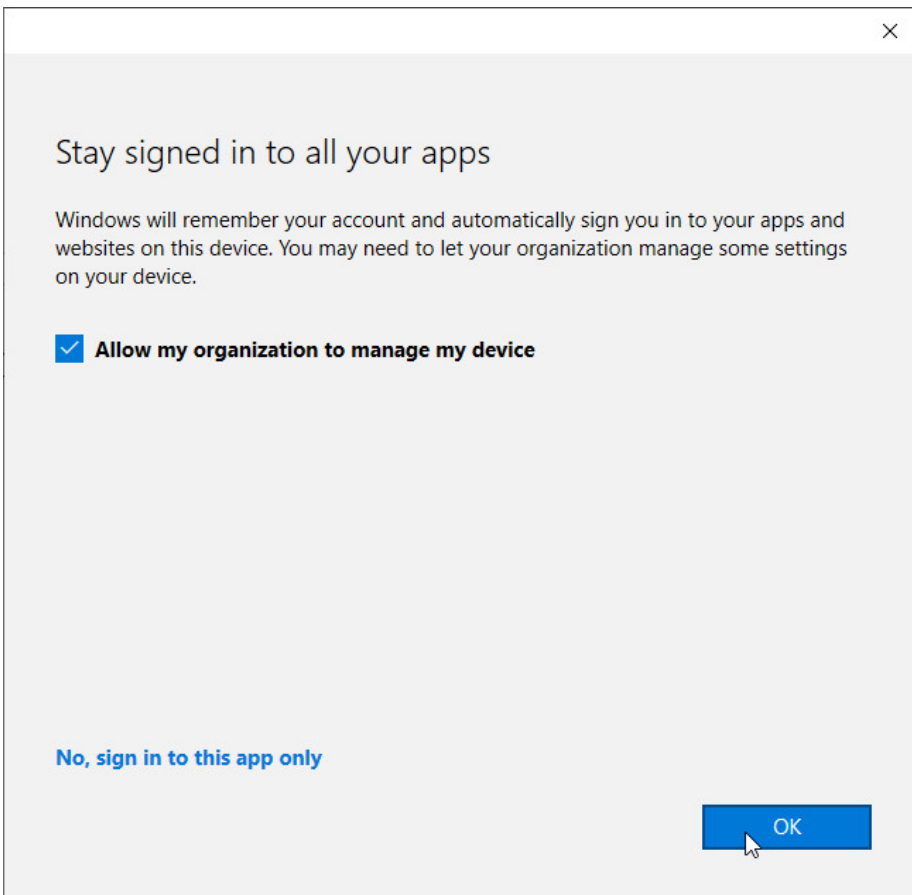 Stay signed in to all your apps
Windows will remember your account and automatically sign you in to your apps and
websites on this device. You may need to let your organization manage some settings
on your device.
Allow my organization to manage my device
No, sign in to this app only
OK